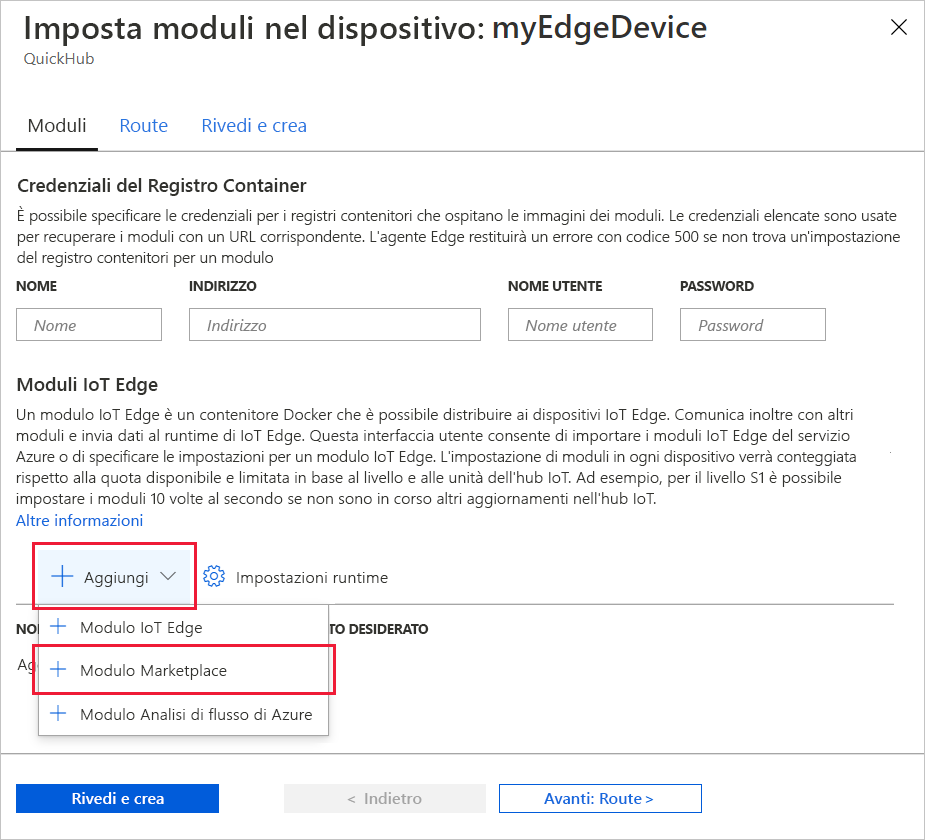 Imposta moduli nel dispositivo: myEdgeDevice
QuickHub
Moduli Route Rivedi e crea
Credenziali del Registro Container
È possibile specificare le credenziali per i registri contenitori che ospitano le immagini dei moduli. Le credenziali elencate sono usate
per recuperare i moduli con un URL corrispondente. L'agente Edge restituirà un errore con codice 500 se non trova un'impostazione
del registro contenitori per un modulo
NOME INDIRIZZO NOME UTENTE PASSWORD
Nome Indirizzo Nome utente Password
Moduli IoT Edge
Un modulo IoT Edge è un contenitore Docker che è possibile distribuire ai dispositivi IoT Edge. Comunica inoltre con altri
moduli e invia dati al runtime di IoT Edge. Questa interfaccia utente consente di importare i moduli IoT Edge del servizio
Azure o di specificare le impostazioni per un modulo IoT Edge. L'impostazione di moduli in ogni dispositivo verrà conteggiata
rispetto alla quota disponibile e limitata in base al livello e alle unità dell'hub IoT. Ad esempio, per il livello S1 è possibile
impostare i moduli 10 volte al secondo se non sono in corso altri aggiornamenti nell'hub IoT.
Altre informazioni
Aggiungi Impostazioni runtime
TO DESIDERATO
Modulo IoT Edge
Modulo Marketplace
Modulo Analisi di flusso di Azure
Rivedi e crea < Indietro Avanti: Route >